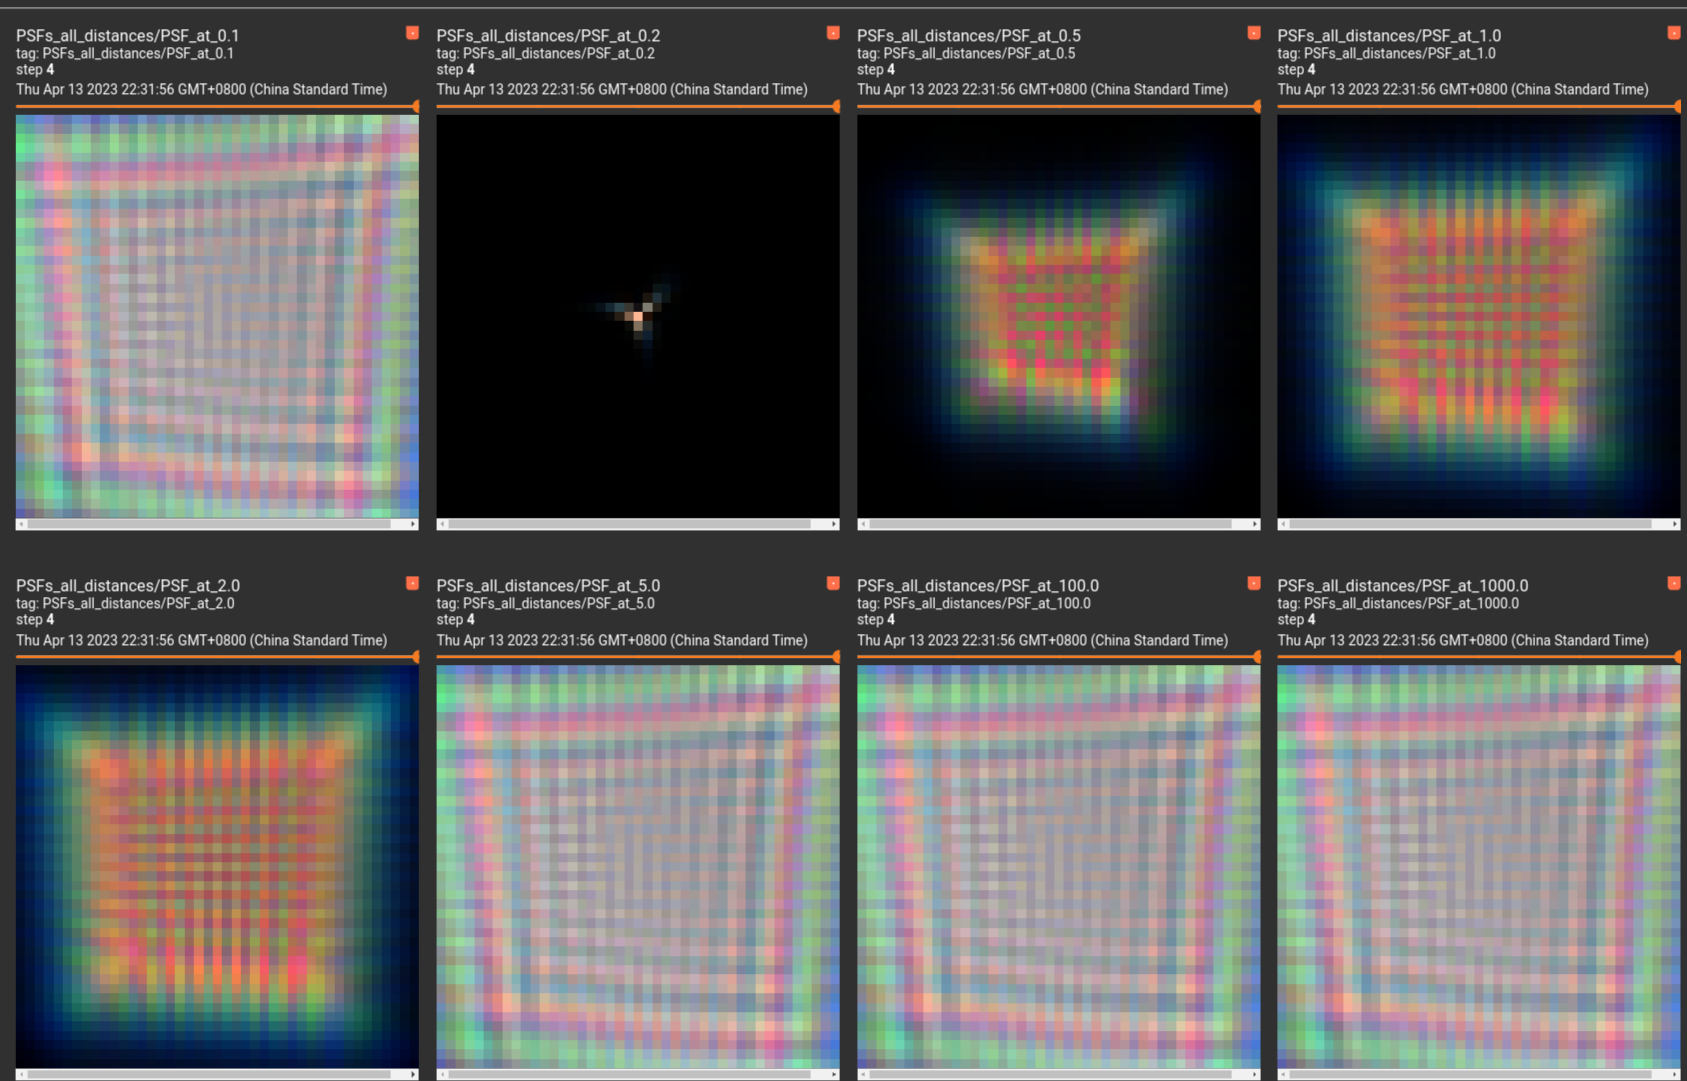 PSFs_all_distances/PSF_at_0.1
tag: PSFs_all_distances/PSF_at_0.1
step 4
Thu Apr 13 2023 22:31:56 GMT+0800 (China Standard Time)
PSFs_all_distances/PSF_at_0.2
tag: PSFs_all_distances/PSF_at_0.2
step 4
Thu Apr 13 2023 22:31:56 GMT+0800 (China Standard Time)
PSFs_all_distances/PSF_at_0.5
tag: PSFs_all_distances/PSF_at_0.5
step 4
Thu Apr 13 2023 22:31:56 GMT+0800 (China Standard Time)
PSFs_all_distances/PSF_at_1.0
tag: PSFs_all_distances/PSF_at_1.0
step 4
Thu Apr 13 2023 22:31:56 GMT+0800 (China Standard Time)
PSFs_all_distances/PSF_at_2.0
tag: PSFs_all_distances/PSF_at_2.0
step 4
Thu Apr 13 2023 22:31:56 GMT+0800 (China Standard Time)
PSFs_all_distances/PSF_at_5.0
tag: PSFs_all_distances/PSF_at_5.0
step 4
Thu Apr 13 2023 22:31:56 GMT+0800 (China Standard Time)
PSFs_all_distances/PSF_at_100.0
tag: PSFs_all_distances/PSF_at_100.0
step 4
Thu Apr 13 2023 22:31:56 GMT+0800 (China Standard Time)
PSFs_all_distances/PSF_at_1000.0
tag: PSFs_all_distances/PSF_at_1000.0
step 4
Thu Apr 13 2023 22:31:56 GMT+0800 (China Standard Time)